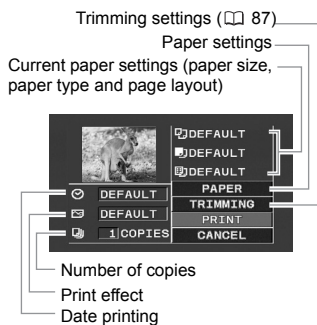 Trimming settings (87)
Paper settings
Current paper settings (paper size,
paper type and page layout)
DEFAULT
DEFAULT
DEFAULT
DEFAULT
PAPER
TRIMMING
DEFAULT
PRINT
1 COPIES
CANCEL
Number of copies
Print effect
Date printing